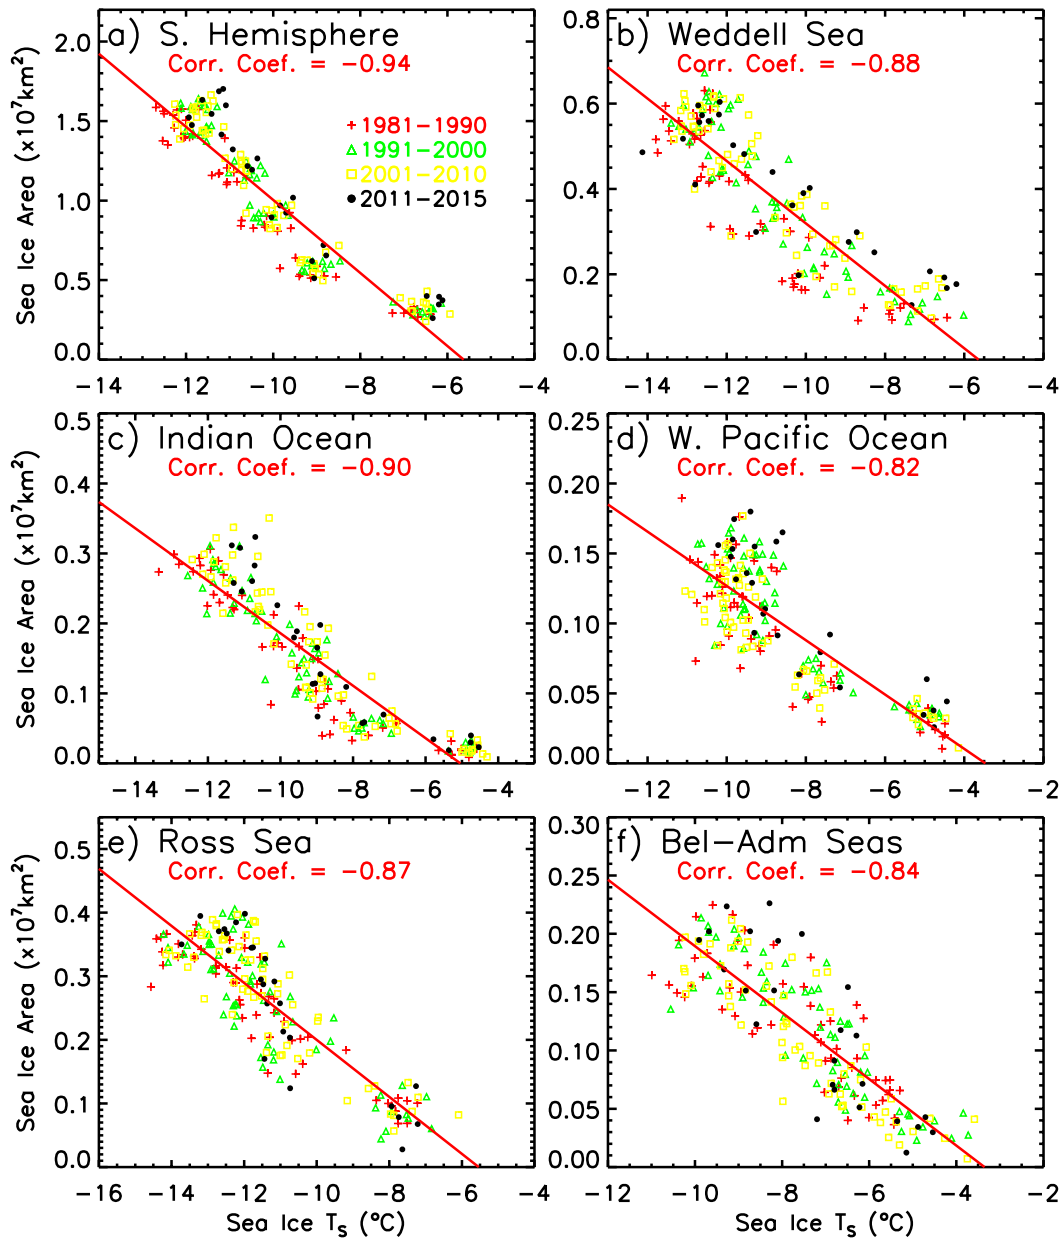 a) S. Hemisphere
Corr. Coef. = −0.94
+ 1981−1990
△ 1991−2000
□ 2001−2010
● 2011−2015
Sea Ice Area (x10⁷km²)
2.0
1.5
1.0
0.5
0.0
−14 −12 −10 −8 −6 −4
b) Weddell Sea
Corr. Coef. = −0.88
0.8
0.6
0.4
0.2
0.0
−14 −12 −10 −8 −6 −4
c) Indian Ocean
Corr. Coef. = −0.90
Sea Ice Area (x10⁷km²)
0.5
0.4
0.3
0.2
0.1
0.0
−14 −12 −10 −8 −6 −4
d) W. Pacific Ocean
Corr. Coef. = −0.82
0.25
0.20
0.15
0.10
0.05
0.00
−12 −10 −8 −6 −4 −2
e) Ross Sea
Corr. Coef. = −0.87
Sea Ice Area (x10⁷km²)
0.5
0.4
0.3
0.2
0.1
0.0
−16 −14 −12 −10 −8 −6 −4
Sea Ice Tₛ (°C)
f) Bel−Adm Seas
Corr. Coef. = −0.84
0.30
0.25
0.20
0.15
0.10
0.05
0.00
−12 −10 −8 −6 −4 −2
Sea Ice Tₛ (°C)